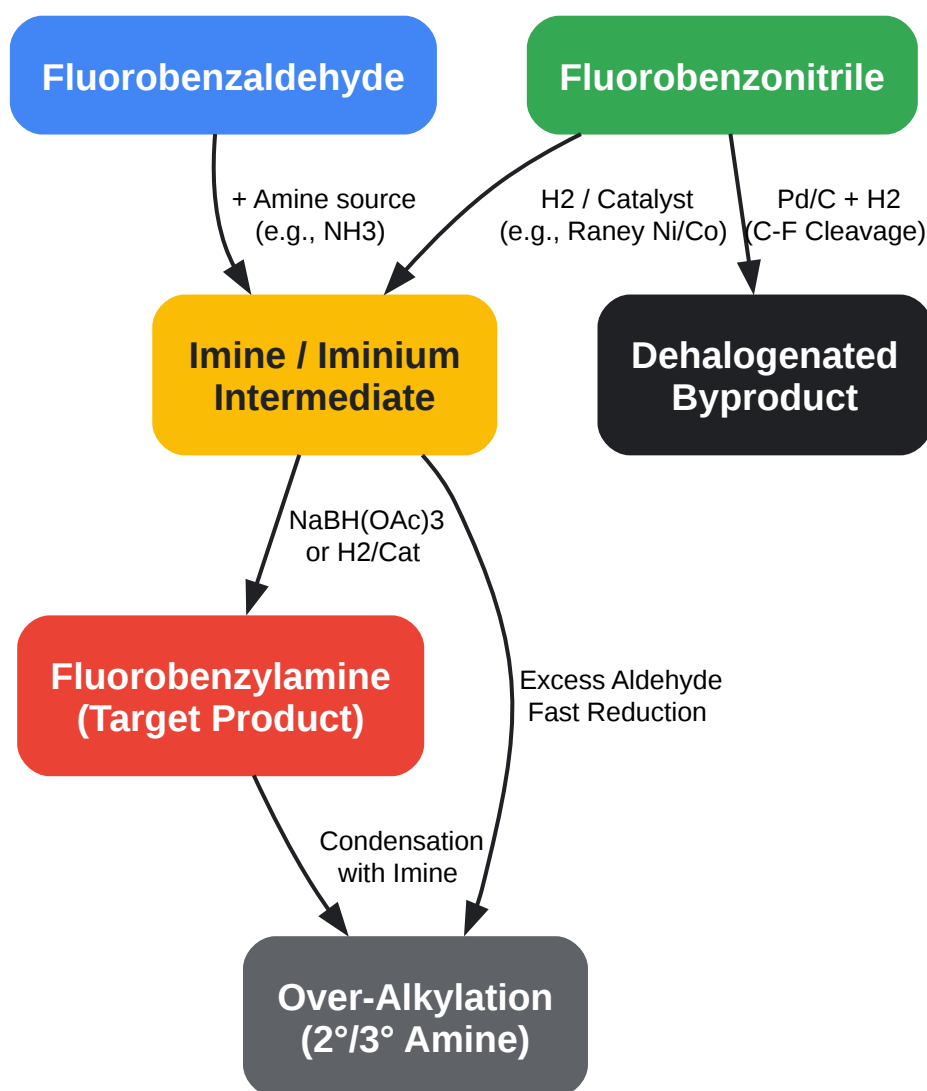 Fluorobenzaldehyde
Fluorobenzonitrile
+ Amine source
(e.g., NH3)
H2 / Catalyst
(e.g., Raney Ni/Co)
Pd/C + H2
(C-F Cleavage)
Imine / Iminium
Intermediate
Dehalogenated
Byproduct
NaBH(OAc)3
or H2/Cat
Fluorobenzylamine
(Target Product)
Excess Aldehyde
Fast Reduction
Condensation
with Imine
Over-Alkylation
(2°/3° Amine)